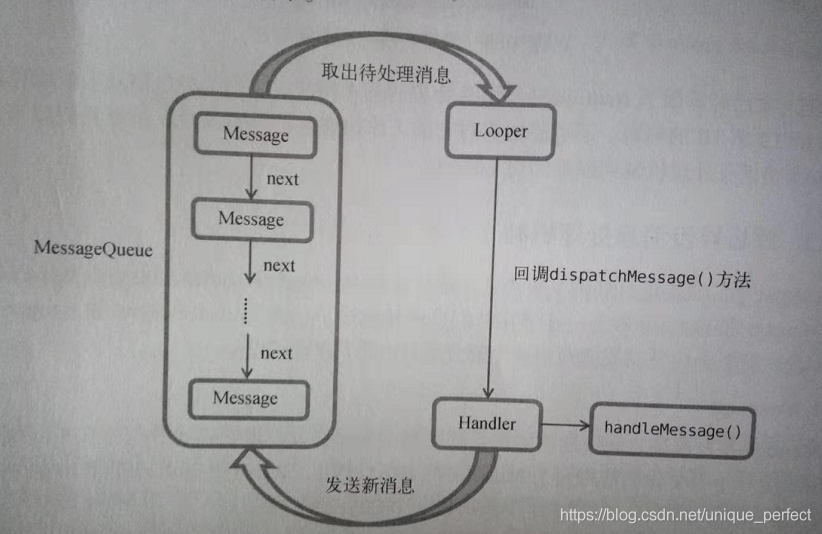 取出待处理消息
Message
Looper
next
Message
MessageQueue
next
回调dispatchMessage()方法
next
Message
Handler
handleMessage()
发送新消息
https://blog.csdn.net/unique_perfect